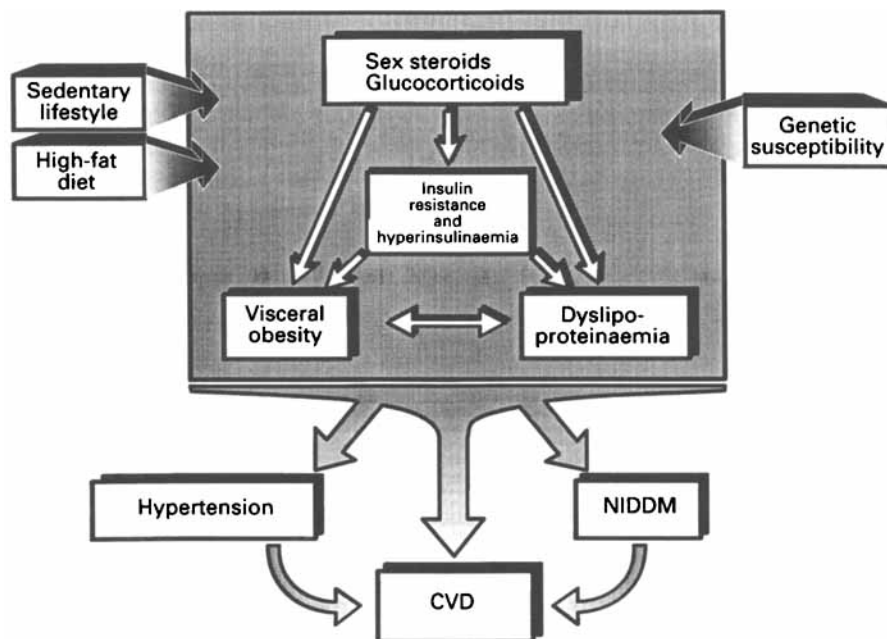 Sex steroids
Glucocorticoids
Sedentary
lifestyle
High-fat
diet
Genetic
susceptibility
Insulin
resistance
and
hyperinsulinaemia
Visceral
obesity
Dyslipo-
proteinaemia
Hypertension
NIDDM
CVD